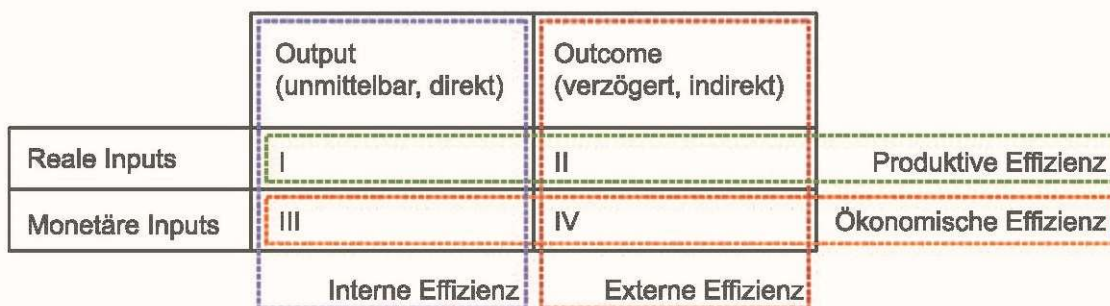 Output
(unmittelbar, direkt)
Outcome
(verzögert, indirekt)
Reale Inputs
I
II
Produktive Effizienz
Monetäre Inputs
III
IV
Ökonomische Effizienz
Interne Effizienz
Externe Effizienz